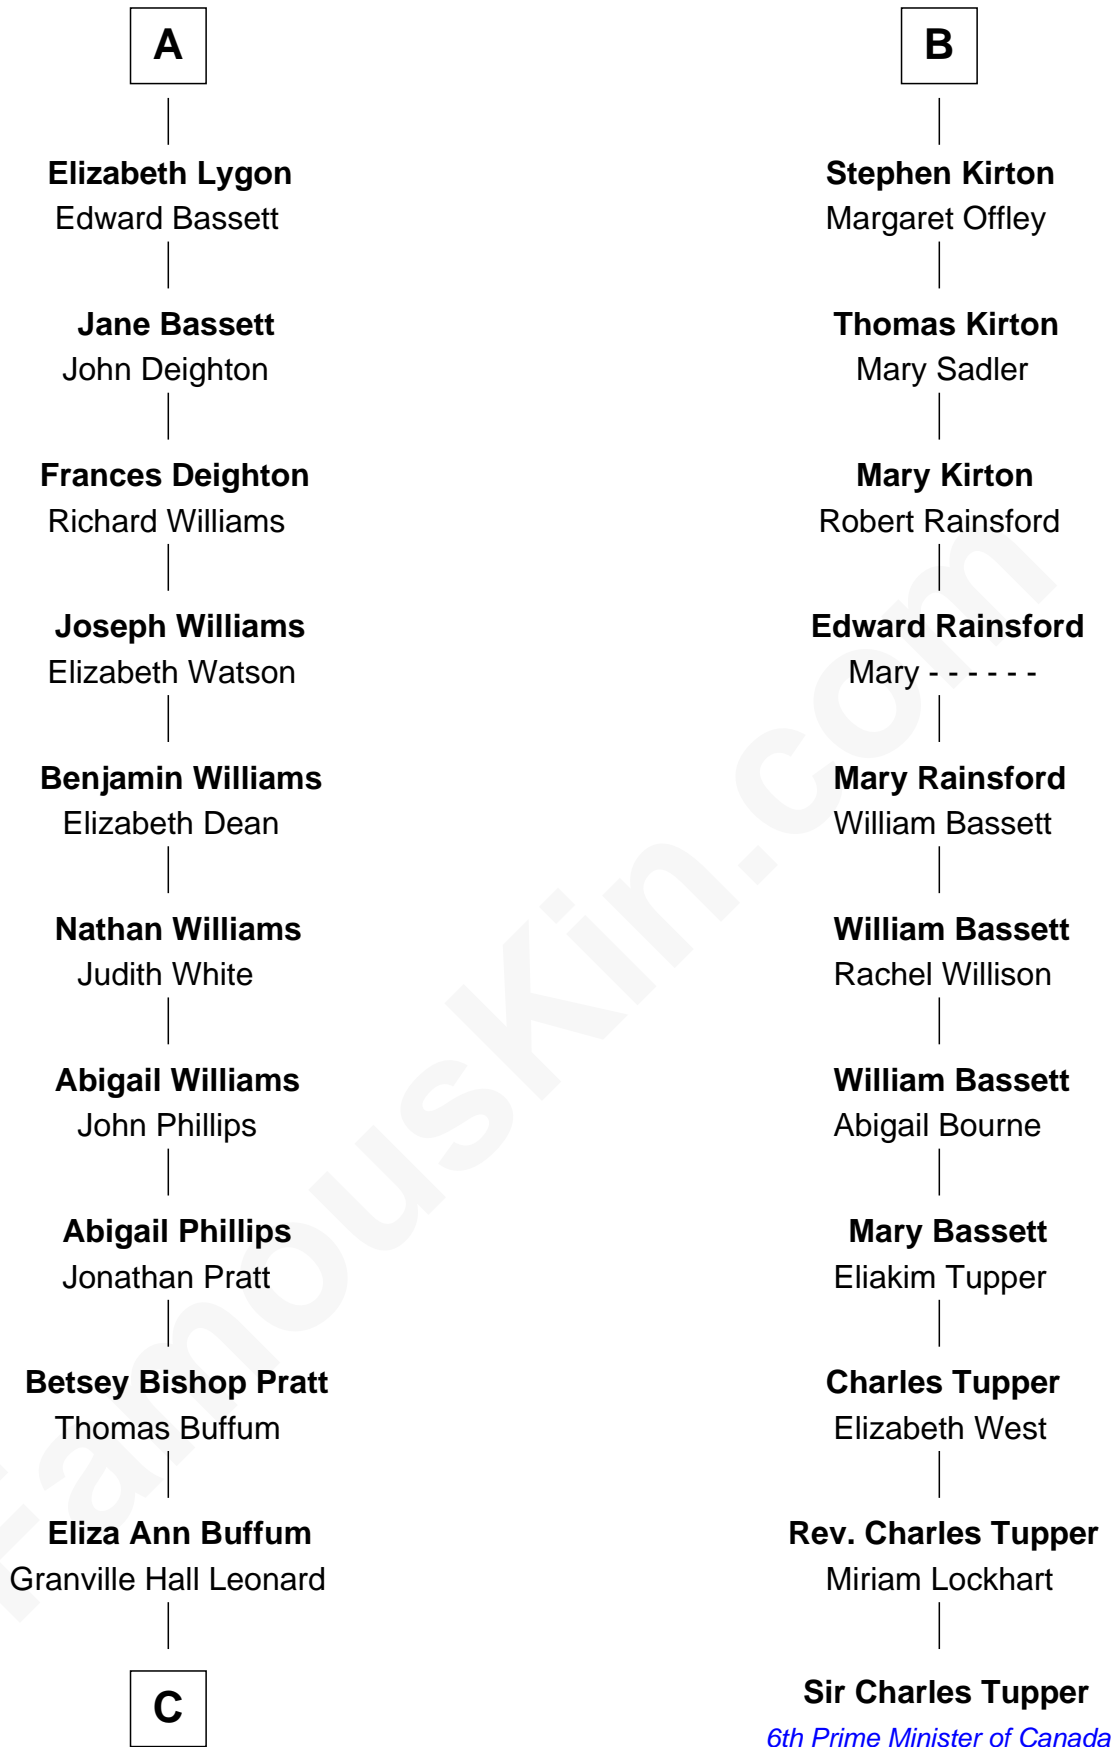 A
Elizabeth Lygon
Edward Bassett
Jane Bassett
John Deighton
Frances Deighton
Richard Williams
Joseph Williams
Elizabeth Watson
Benjamin Williams
Elizabeth Dean
Nathan Williams
Judith White
Abigail Williams
John Phillips
Abigail Phillips
Jonathan Pratt
Betsey Bishop Pratt
Thomas Buffum
Eliza Ann Buffum
Granville Hall Leonard
C
B
Stephen Kirton
Margaret Offley
Thomas Kirton
Mary Sadler
Mary Kirton
Robert Rainsford
Edward Rainsford
Mary - - - - - -
Mary Rainsford
William Bassett
William Bassett
Rachel Willison
William Bassett
Abigail Bourne
Mary Bassett
Eliakim Tupper
Charles Tupper
Elizabeth West
Rev. Charles Tupper
Miriam Lockhart
Sir Charles Tupper
6th Prime Minister of Canada
FamousKin.com